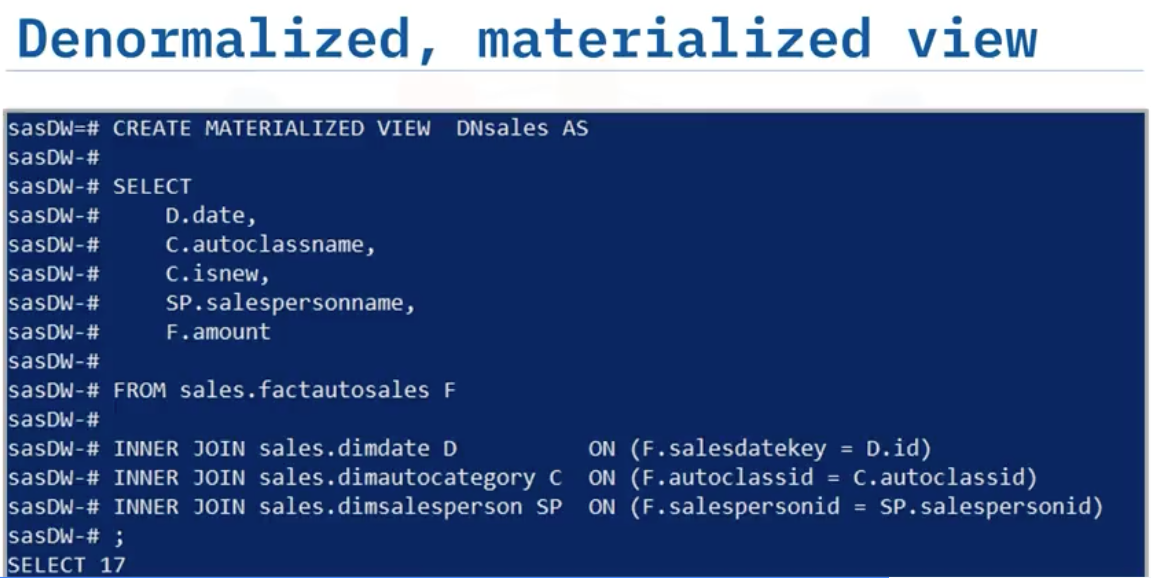 Denormalized, materialized view
sasDW=# CREATE MATERIALIZED VIEW  DNsales AS
sasDW-#
sasDW-# SELECT
sasDW-#     D.date,
sasDW-#     C.autoclassname,
sasDW-#     C.isnew,
sasDW-#     SP.salespersonname,
sasDW-#     F.amount
sasDW-#
sasDW-# FROM sales.factautosales F
sasDW-#
sasDW-# INNER JOIN sales.dimdate D          ON (F.salesdatekey = D.id)
sasDW-# INNER JOIN sales.dimautocategory C  ON (F.autoclassid = C.autoclassid)
sasDW-# INNER JOIN sales.dimsalesperson SP  ON (F.salespersonid = SP.salespersonid)
sasDW-# ;
SELECT 17